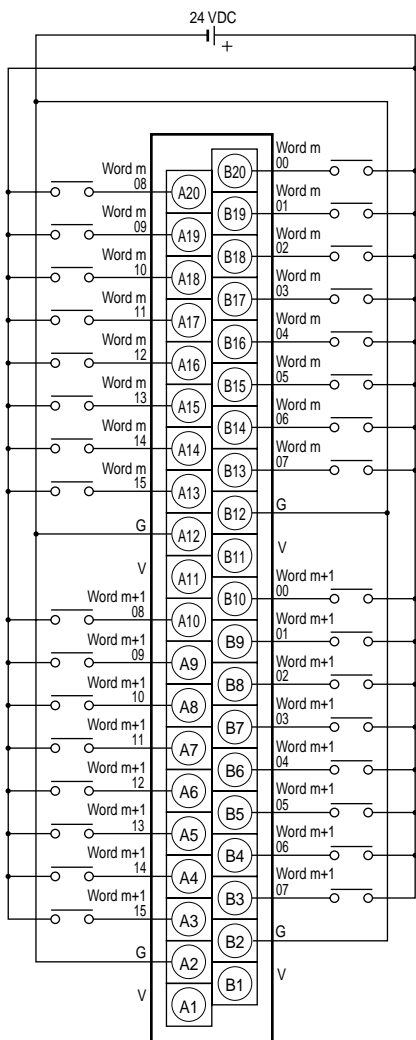 24 VDC
+
Word m
00
B20
Word m
08
A20
Word m
01
B19
Word m
09
A19
Word m
02
B18
Word m
10
A18
Word m
03
B17
Word m
11
A17
Word m
04
B16
Word m
12
A16
Word m
05
B15
Word m
13
A15
Word m
06
B14
Word m
14
A14
Word m
07
B13
Word m
15
A13
G
B12
G
A12
V
B11
V
A11
Word m+1
00
B10
Word m+1
08
A10
Word m+1
01
B9
Word m+1
09
A9
Word m+1
02
B8
Word m+1
10
A8
Word m+1
03
B7
Word m+1
11
A7
Word m+1
04
B6
Word m+1
12
A6
Word m+1
05
B5
Word m+1
13
A5
Word m+1
06
B4
Word m+1
14
A4
Word m+1
07
B3
Word m+1
15
A3
G
B2
G
A2
V
B1
V
A1